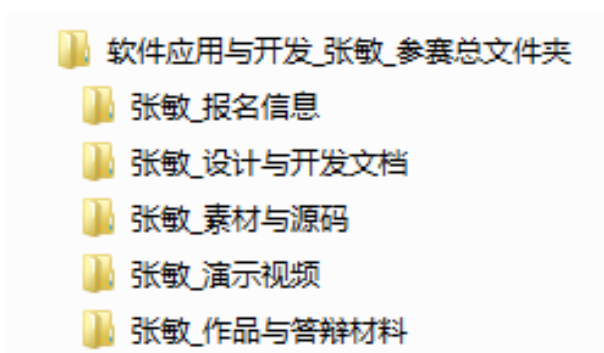 软件应用与开发_张敏_参赛总文件夹
张敏_报名信息
张敏_设计与开发文档
张敏_素材与源码
张敏_演示视频
张敏_作品与答辩材料